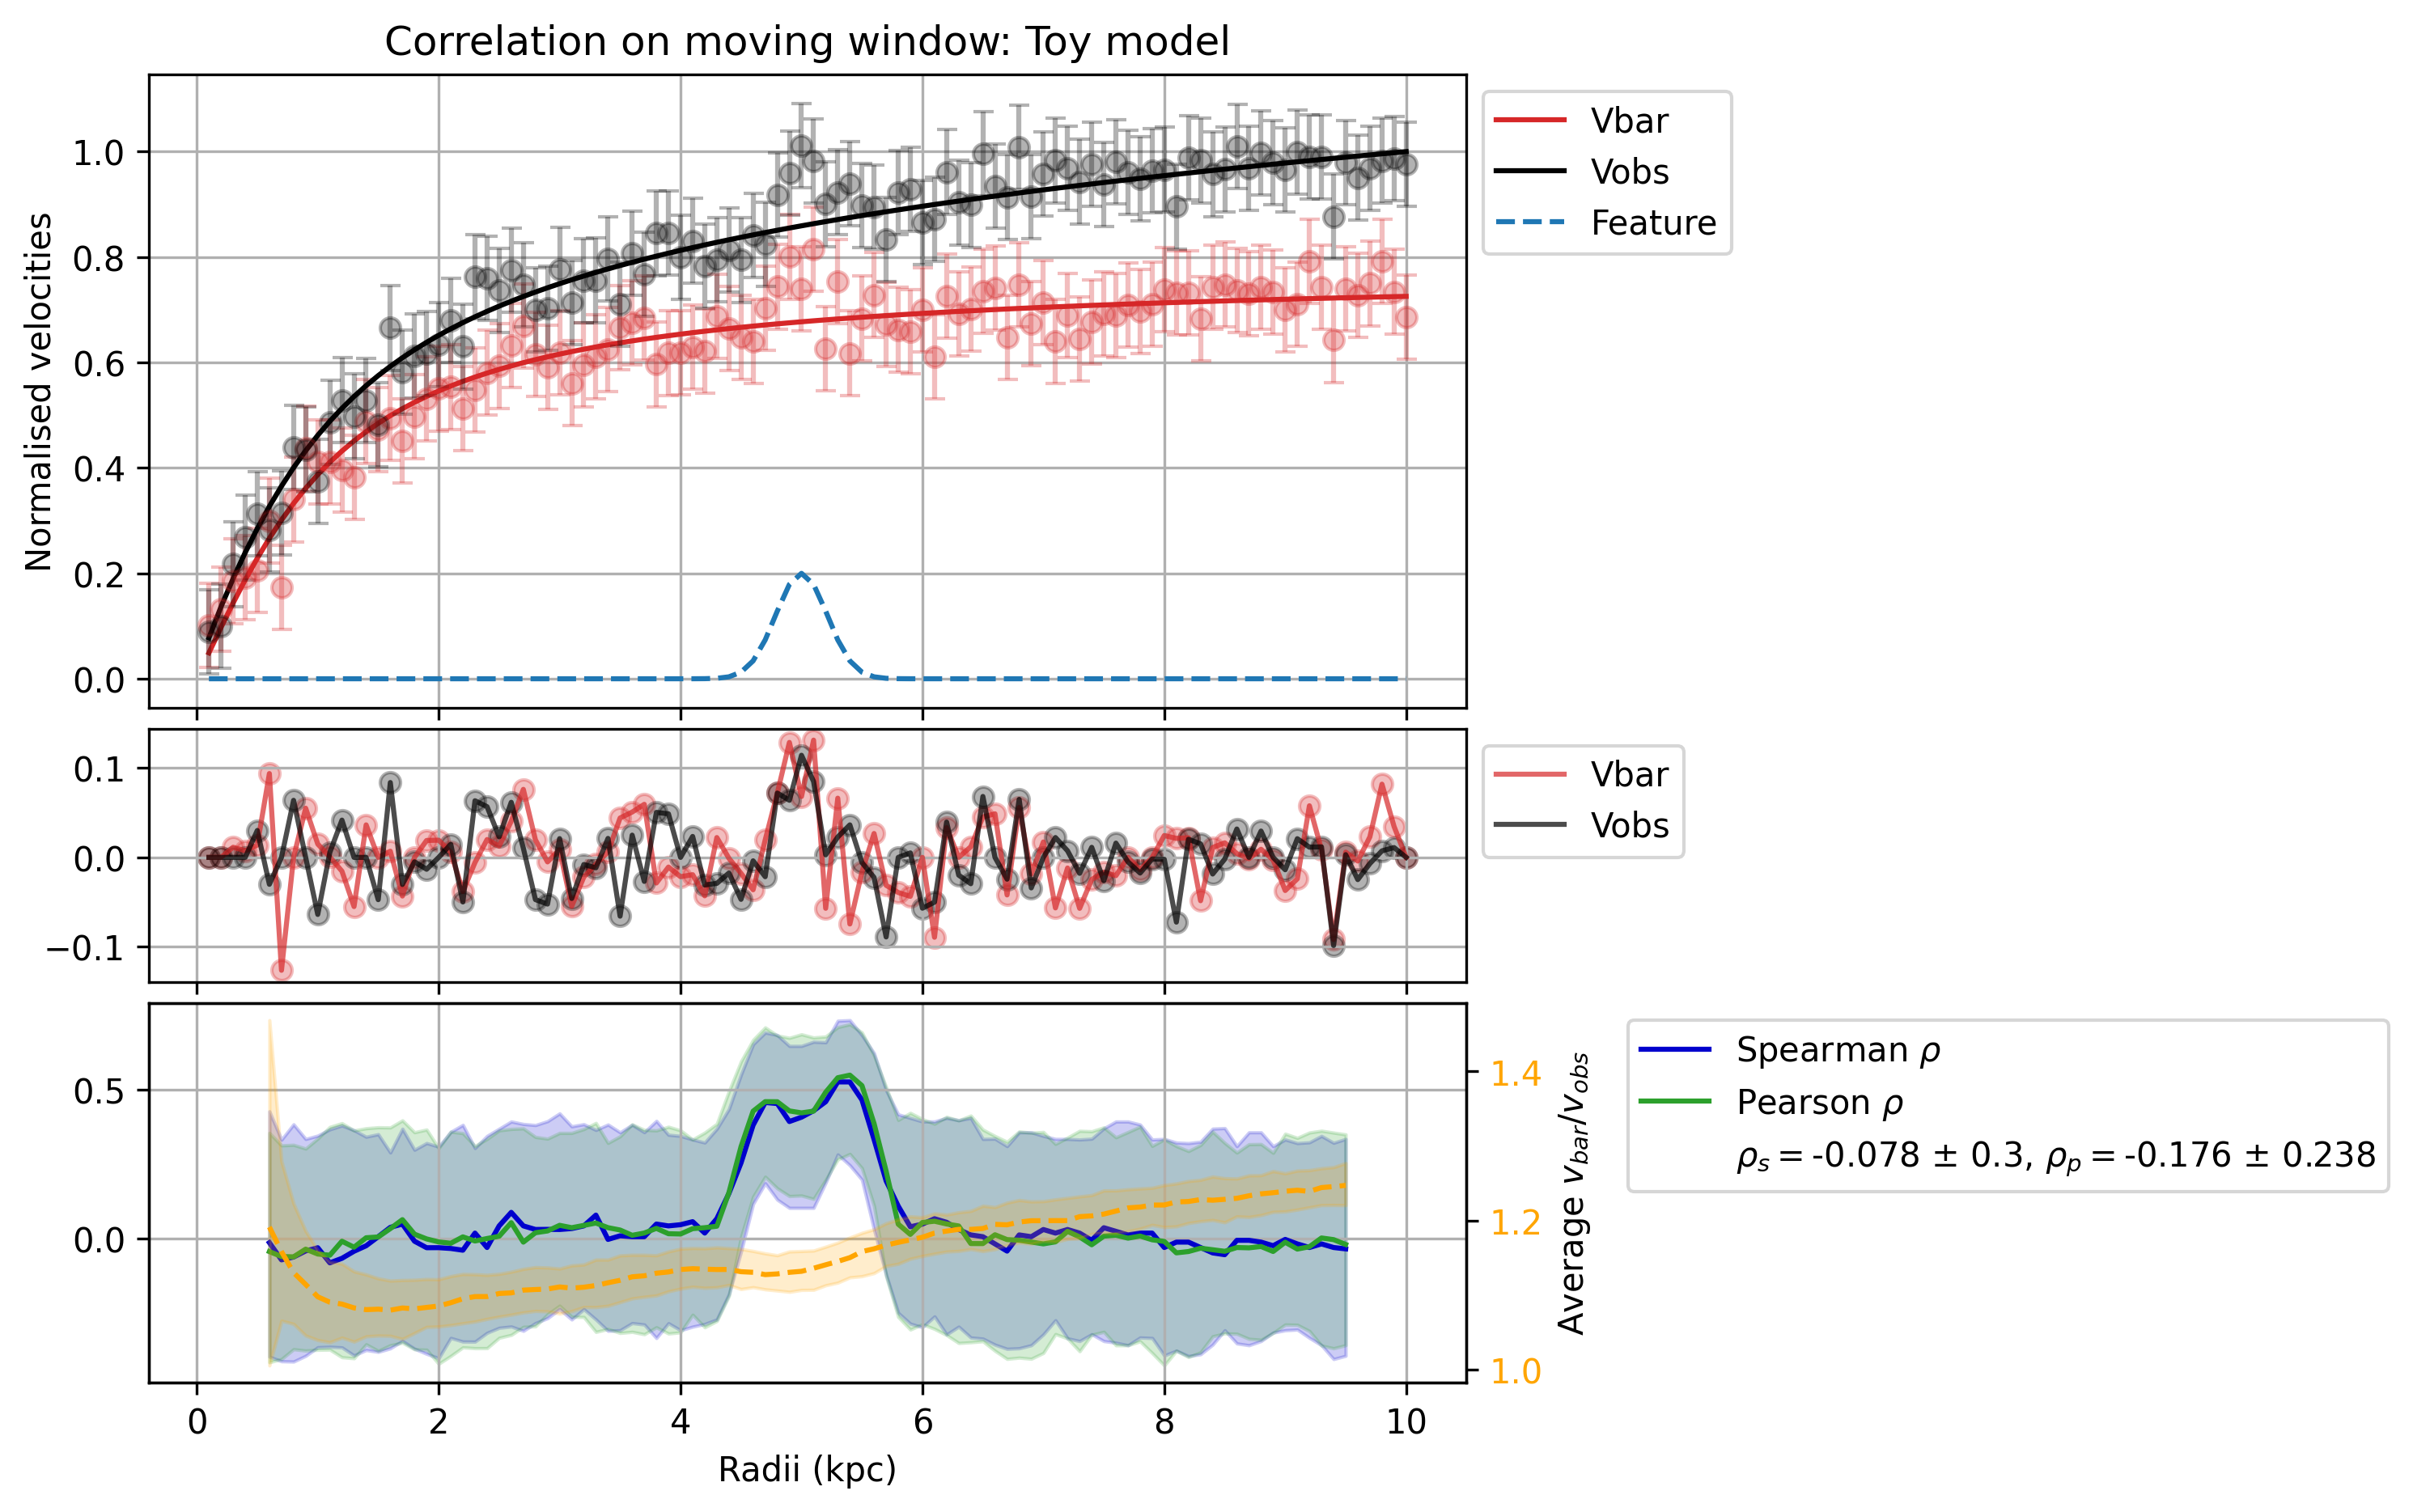 Correlation on moving window: Toy model
Normalised velocities
1.0
0.8
0.6
0.4
0.2
0.0
Vbar
Vobs
Feature
0.1
0.0
−0.1
Vbar
Vobs
0.5
0.0
1.4
1.2
1.0
Average v_bar/v_obs
Spearman ρ
Pearson ρ
ρ_s = -0.078 ± 0.3, ρ_p = -0.176 ± 0.238
0 2 4 6 8 10
Radii (kpc)